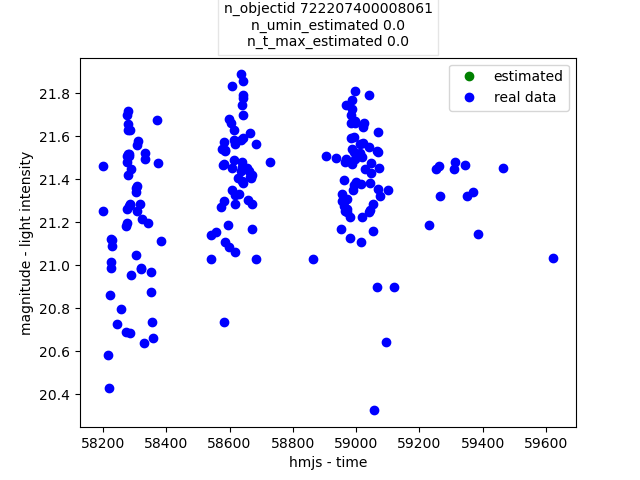 n_objectid 722207400008061
n_umin_estimated 0.0
n_t_max_estimated 0.0
estimated
real data
magnitude - light intensity
21.8
21.6
21.4
21.2
21.0
20.8
20.6
20.4
58200 58400 58600 58800 59000 59200 59400 59600
hmjs - time